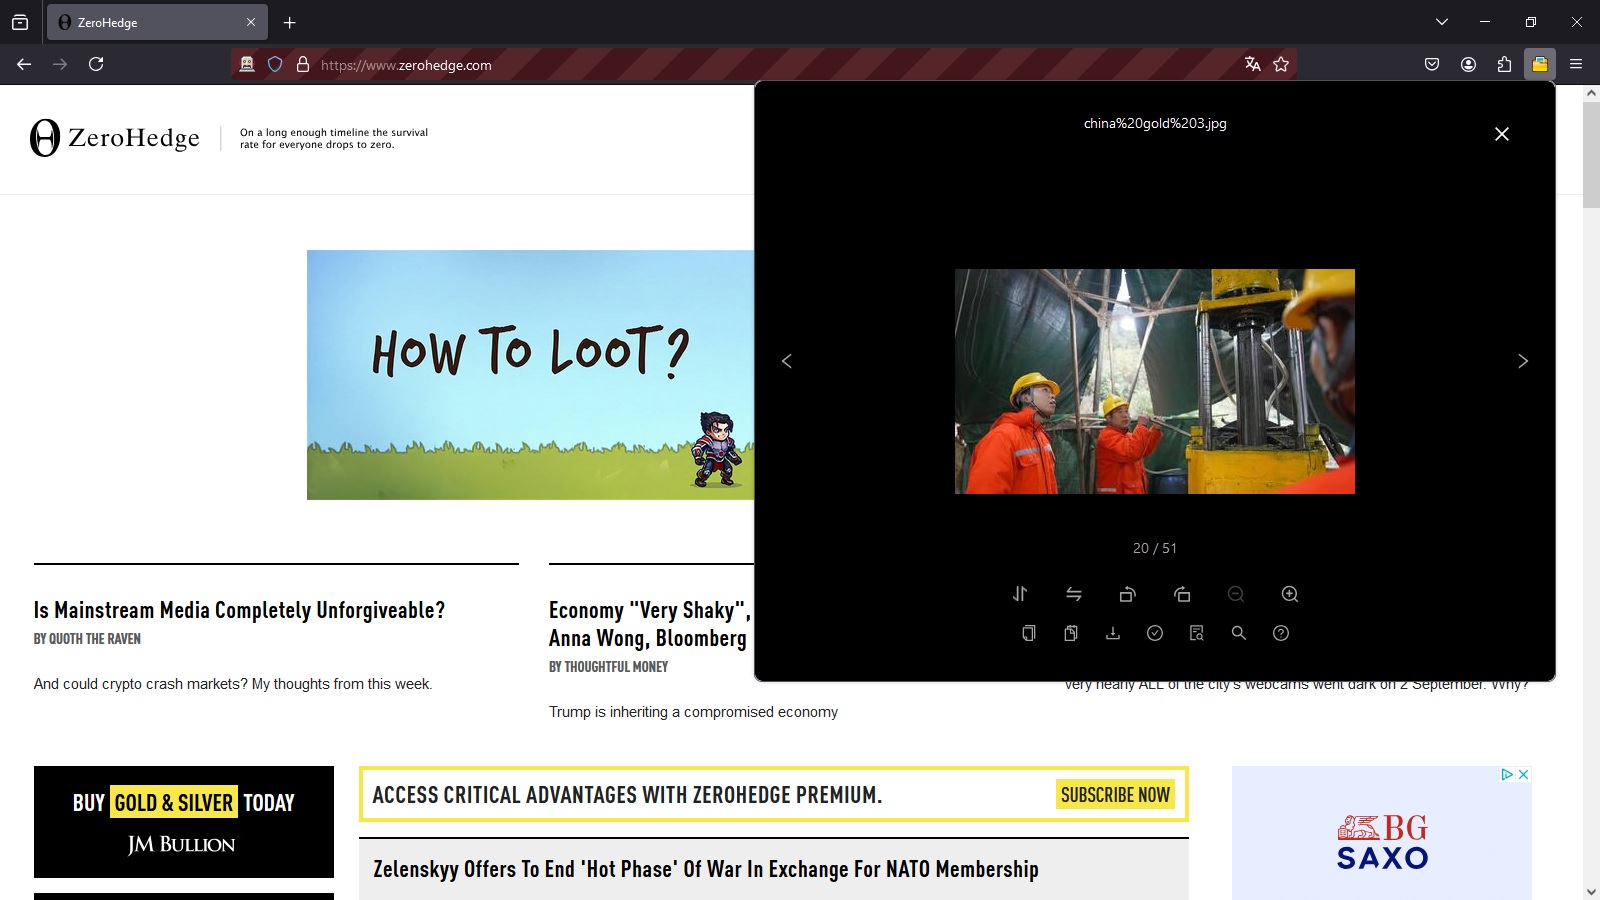 ZeroHedge
https://www.zerohedge.com
ZeroHedge
On a long enough timeline the survival
rate for everyone drops to zero.
china%20gold%203.jpg
HOW TO LOOT?
20 / 51
Is Mainstream Media Completely Unforgiveable?
BY QUOTH THE RAVEN
And could crypto crash markets? My thoughts from this week.
Economy "Very Shaky",
Anna Wong, Bloomberg
BY THOUGHTFUL MONEY
Trump is inheriting a compromised economy
Very nearly ALL of the city's webcams went dark on 2 September. Why?
BUY GOLD & SILVER TODAY
JM BULLION
ACCESS CRITICAL ADVANTAGES WITH ZEROHEDGE PREMIUM.
SUBSCRIBE NOW
Zelenskyy Offers To End 'Hot Phase' Of War In Exchange For NATO Membership
BG
SAXO